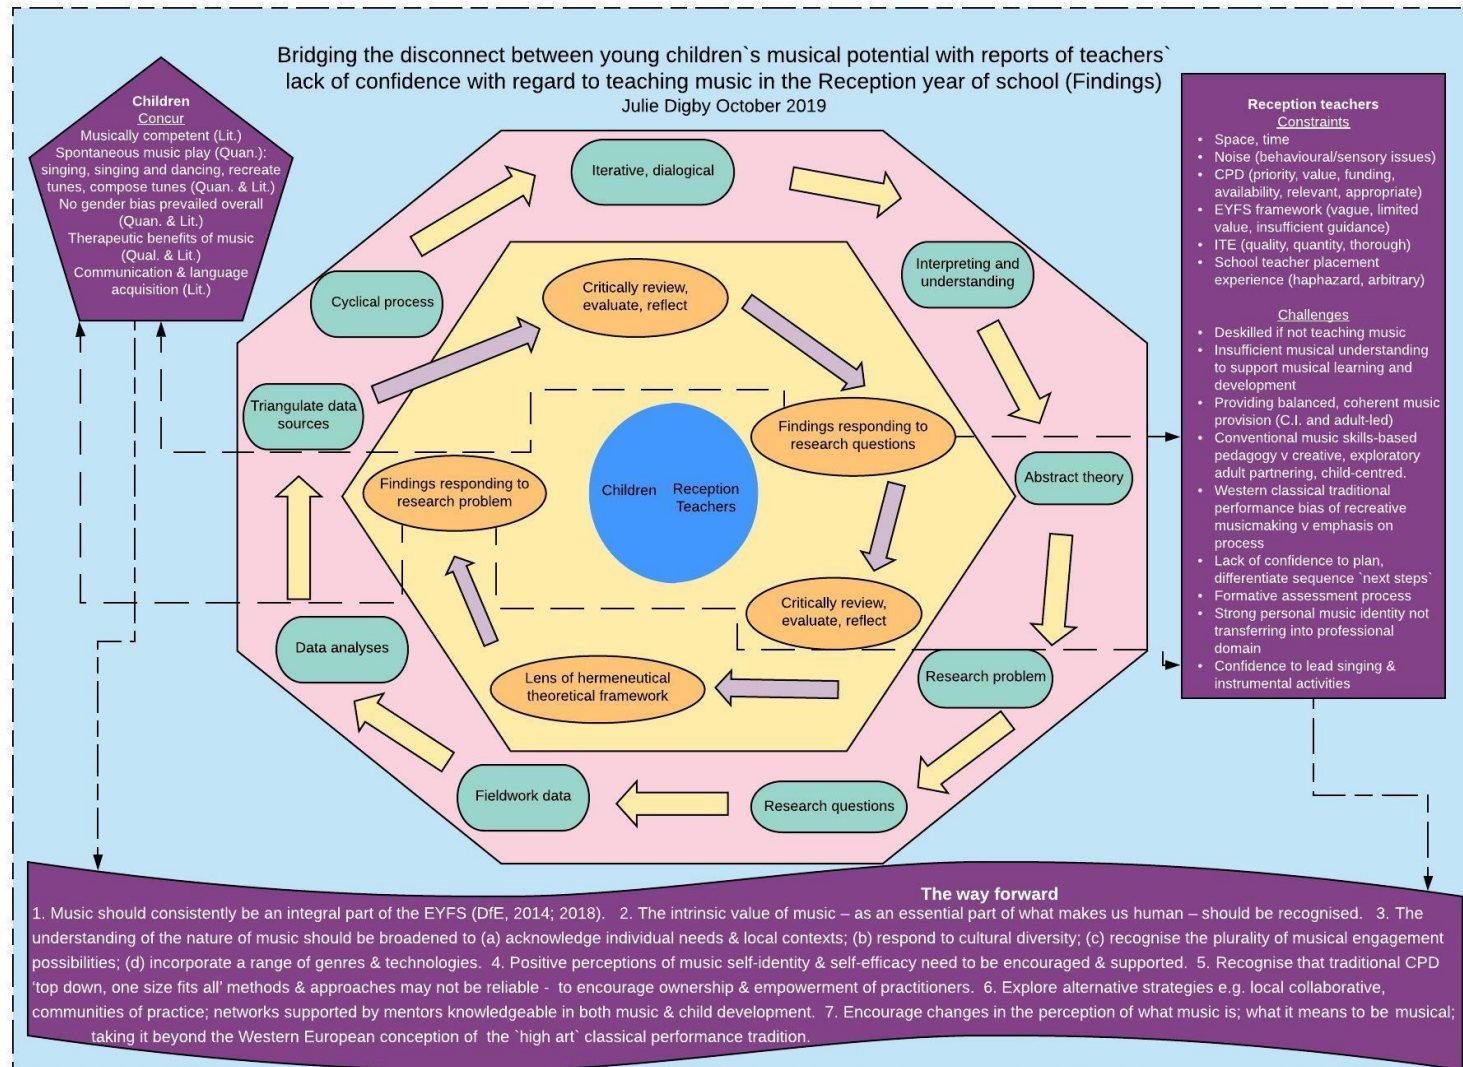 Bridging the disconnect between young children`s musical potential with reports of teachers`
lack of confidence with regard to teaching music in the Reception year of school (Findings)
Julie Digby October 2019
Children
Concur
Musically competent (Lit.)
Spontaneous music play (Quan.):
singing, singing and dancing, recreate
tunes, compose tunes (Quan. & Lit.)
No gender bias prevailed overall
(Quan. & Lit.)
Therapeutic benefits of music
(Qual. & Lit.)
Communication & language
acquisition (Lit.)
Iterative, dialogical
Interpreting and
understanding
Abstract theory
Research problem
Research questions
Fieldwork data
Data analyses
Triangulate data
sources
Cyclical process
Critically review,
evaluate, reflect
Findings responding to
research questions
Critically review,
evaluate, reflect
Lens of hermeneutical
theoretical framework
Findings responding to
research problem
Children
Reception
Teachers
Reception teachers
Constraints
• Space, time
• Noise (behavioural/sensory issues)
• CPD (priority, value, funding,
availability, relevant, appropriate)
• EYFS framework (vague, limited
value, insufficient guidance)
• ITE (quality, quantity, thorough)
• School teacher placement
experience (haphazard, arbitrary)
Challenges
• Deskilled if not teaching music
• Insufficient musical understanding
to support musical learning and
development
• Providing balanced, coherent music
provision (C.I. and adult-led)
• Conventional music skills-based
pedagogy v creative, exploratory
adult partnering, child-centred.
• Western classical traditional
performance bias of recreative
musicmaking v emphasis on
process
• Lack of confidence to plan,
differentiate sequence `next steps`
• Formative assessment process
• Strong personal music identity not
transferring into professional
domain
• Confidence to lead singing &
instrumental activities
The way forward
1. Music should consistently be an integral part of the EYFS (DfE, 2014; 2018). 2. The intrinsic value of music – as an essential part of what makes us human – should be recognised. 3. The
understanding of the nature of music should be broadened to (a) acknowledge individual needs & local contexts; (b) respond to cultural diversity; (c) recognise the plurality of musical engagement
possibilities; (d) incorporate a range of genres & technologies. 4. Positive perceptions of music self-identity & self-efficacy need to be encouraged & supported. 5. Recognise that traditional CPD
‘top down, one size fits all’ methods & approaches may not be reliable - to encourage ownership & empowerment of practitioners. 6. Explore alternative strategies e.g. local collaborative,
communities of practice; networks supported by mentors knowledgeable in both music & child development. 7. Encourage changes in the perception of what music is; what it means to be musical;
taking it beyond the Western European conception of the `high art` classical performance tradition.